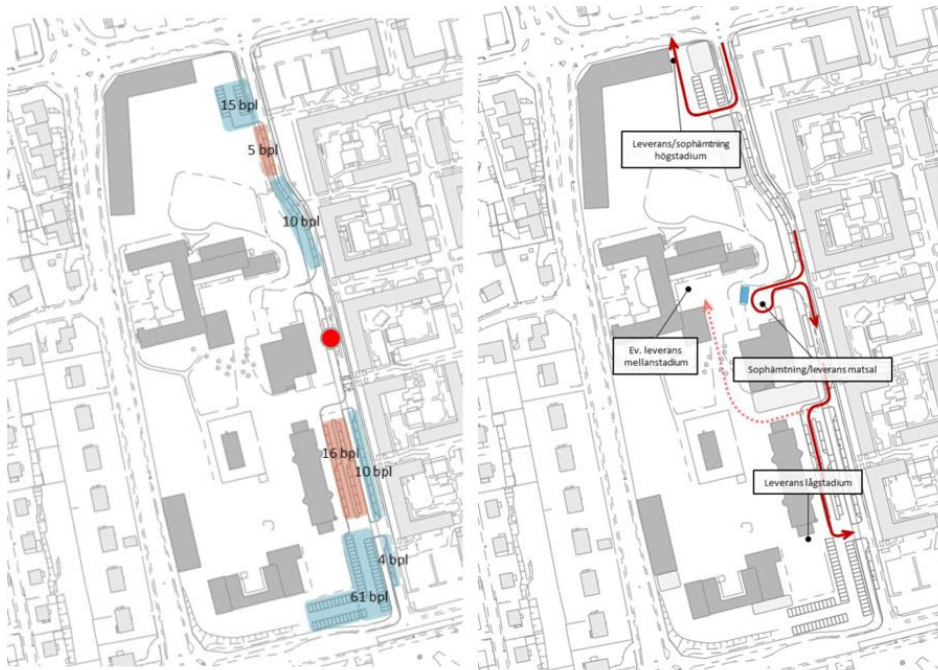 15 bpl
5 bpl
10 bpl
16 bpl
10 bpl
4 bpl
61 bpl
Leverans/sophämtning
högstadium
Ev. leverans
mellanstadium
Sophämtning/leverans matsal
Leverans lågstadium